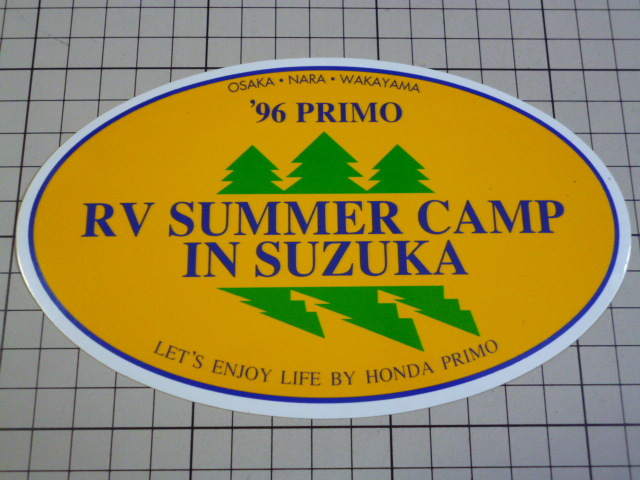 OSAKA • NARA • WAKAYAMA
'96 PRIMO
RV SUMMER CAMP
IN SUZUKA
LET'S ENJOY LIFE BY HONDA PRIMO